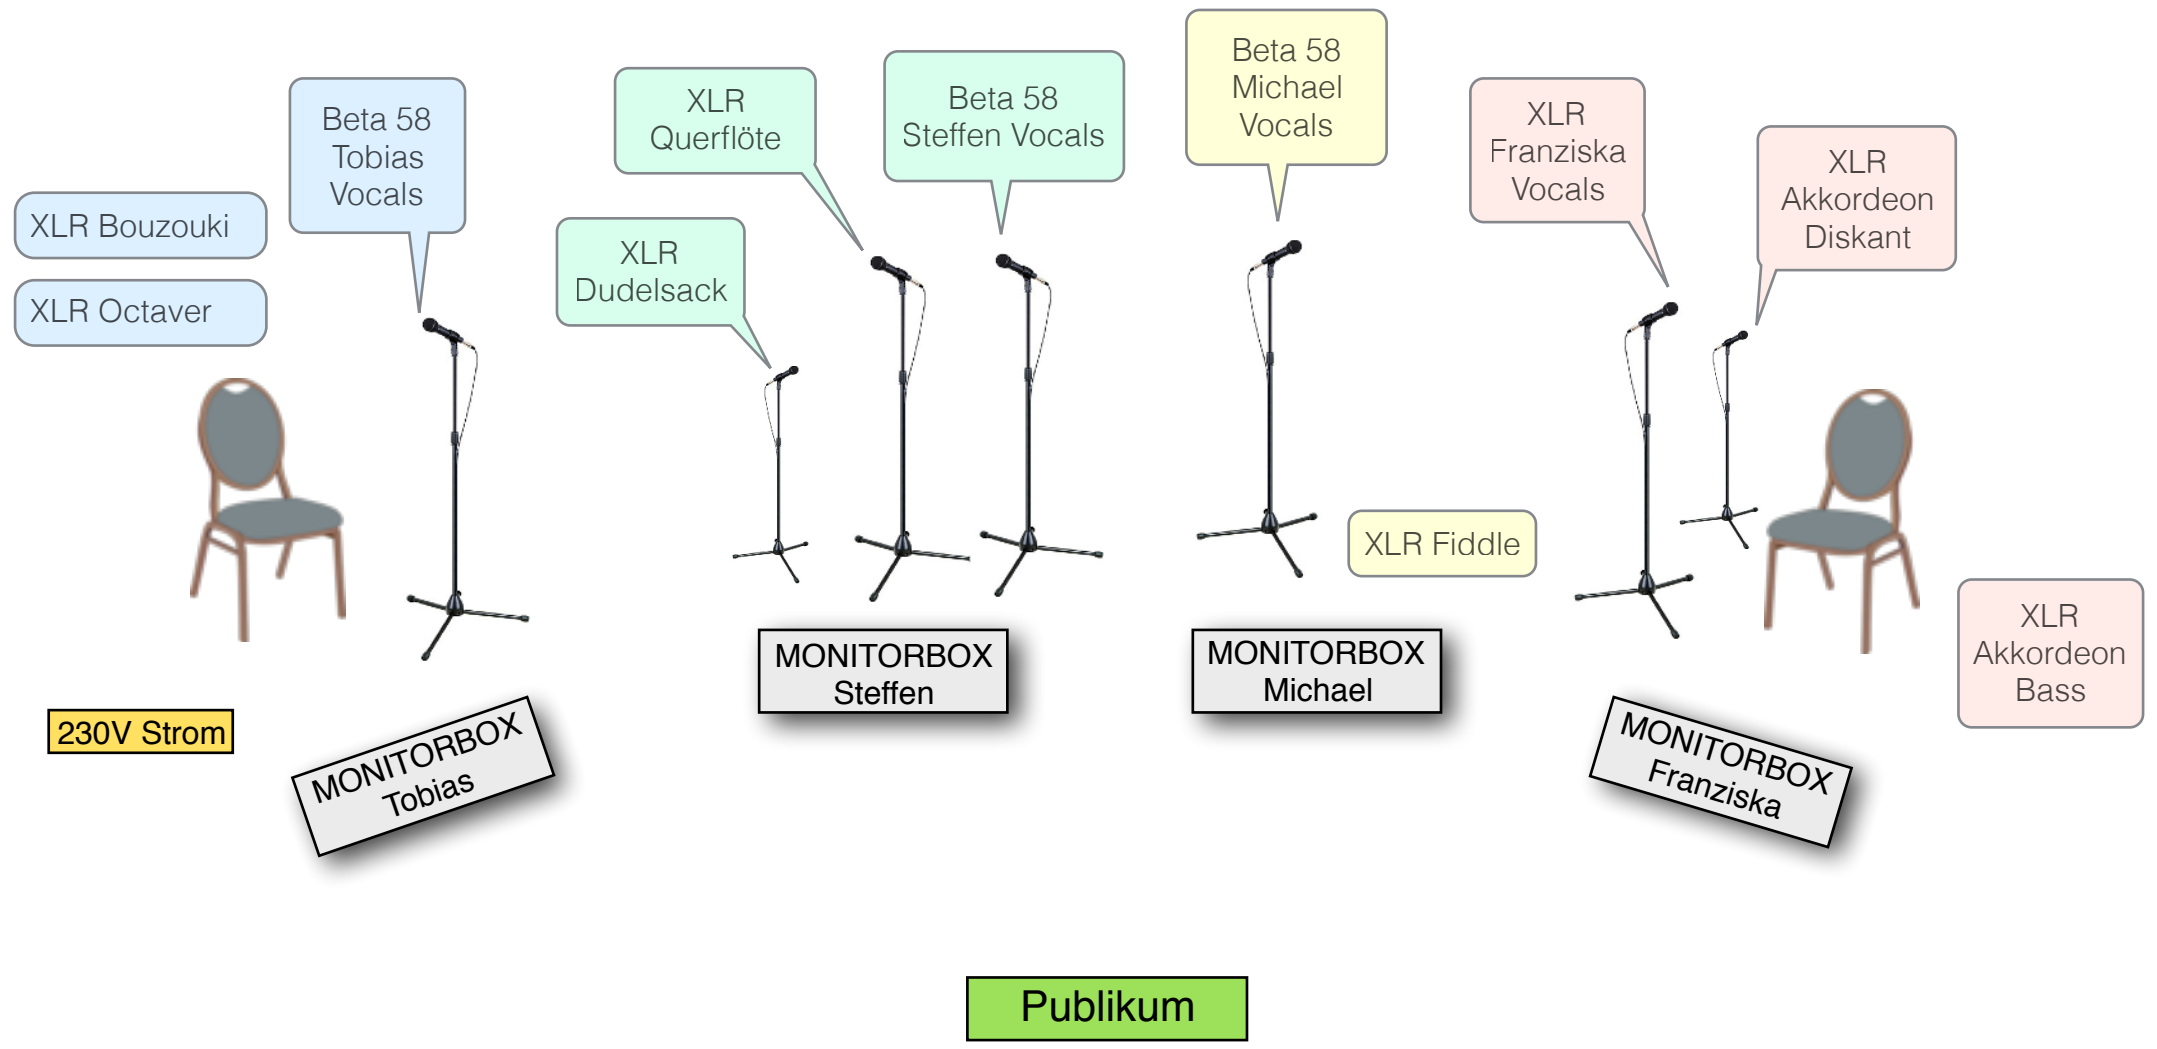 Beta 58
Tobias
Vocals
XLR Bouzouki
XLR Octaver
XLR
Querflöte
Beta 58
Steffen Vocals
XLR
Dudelsack
Beta 58
Michael
Vocals
XLR Fiddle
XLR
Franziska
Vocals
XLR
Akkordeon
Diskant
XLR
Akkordeon
Bass
230V Strom
MONITORBOX
Tobias
MONITORBOX
Steffen
MONITORBOX
Michael
MONITORBOX
Franziska
Publikum